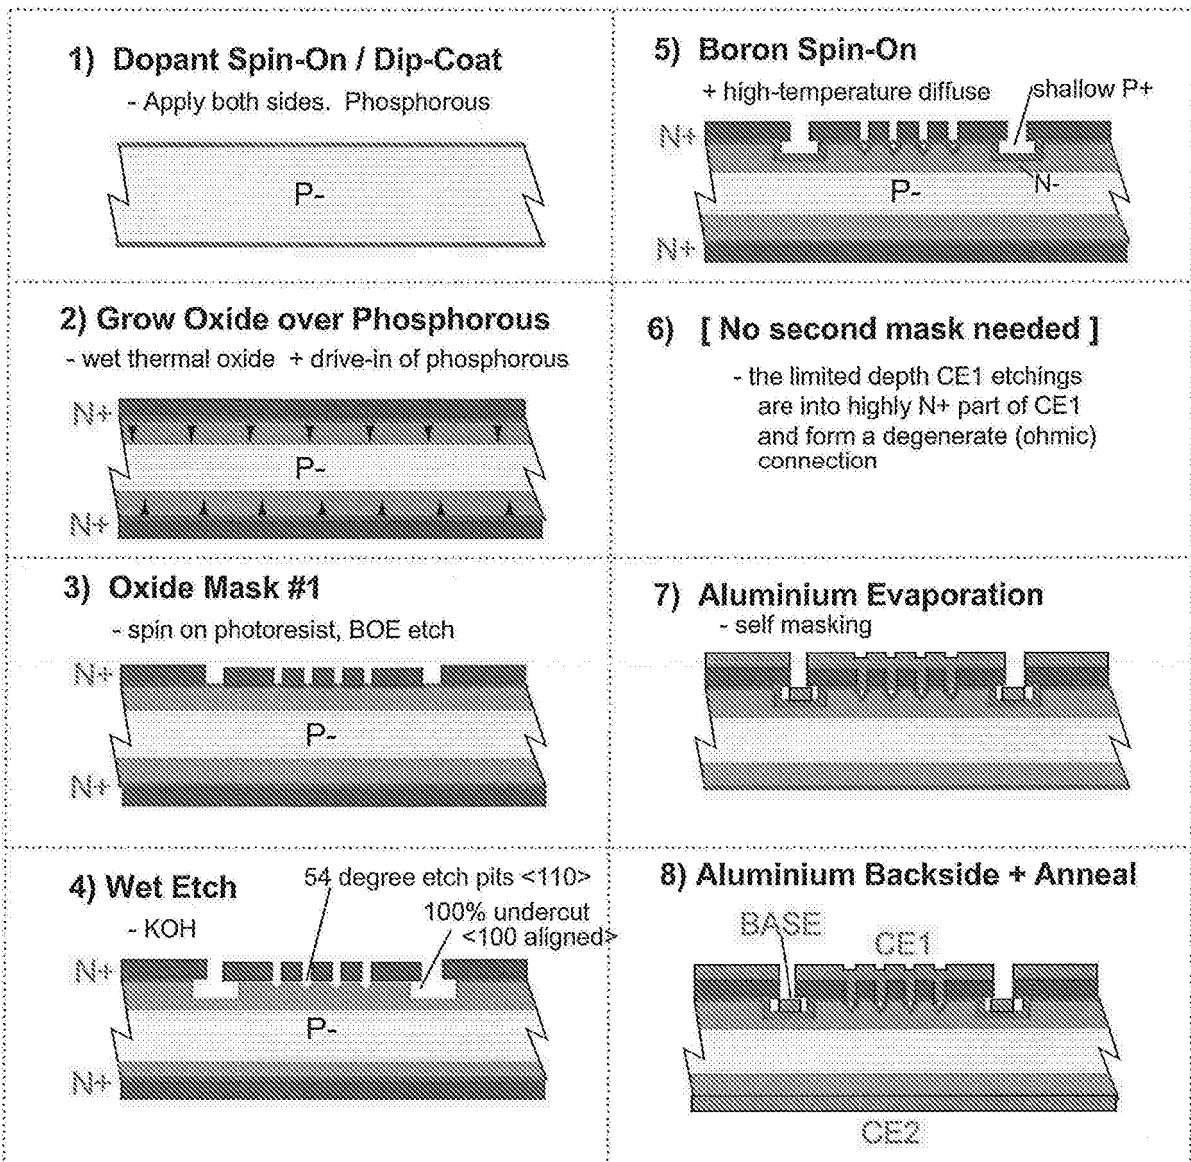 1) Dopant Spin-On / Dip-Coat
- Apply both sides. Phosphorous
P-
2) Grow Oxide over Phosphorous
- wet thermal oxide + drive-in of phosphorous
N+
P-
N+
3) Oxide Mask #1
- spin on photoresist, BOE etch
N+
P-
N+
4) Wet Etch
54 degree etch pits <110>
- KOH
100% undercut
<100 aligned>
N+
P-
N+
5) Boron Spin-On
+ high-temperature diffuse
shallow P+
N+
P-
N-
N+
6) [ No second mask needed ]
- the limited depth CE1 etchings
are into highly N+ part of CE1
and form a degenerate (ohmic)
connection
7) Aluminium Evaporation
- self masking
8) Aluminium Backside + Anneal
BASE
CE1
CE2